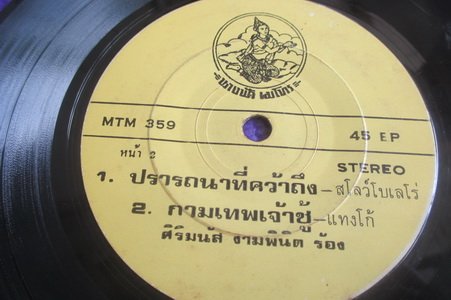 MTM 359
45 EP
หน้า 2
STEREO
1. ปรารถนาที่คว้าถึง-สโลว์โบเลโร่
2. กามเทพเจ้าชู้-แทงโก้
ศิริมนัส งามพินิต ร้อง